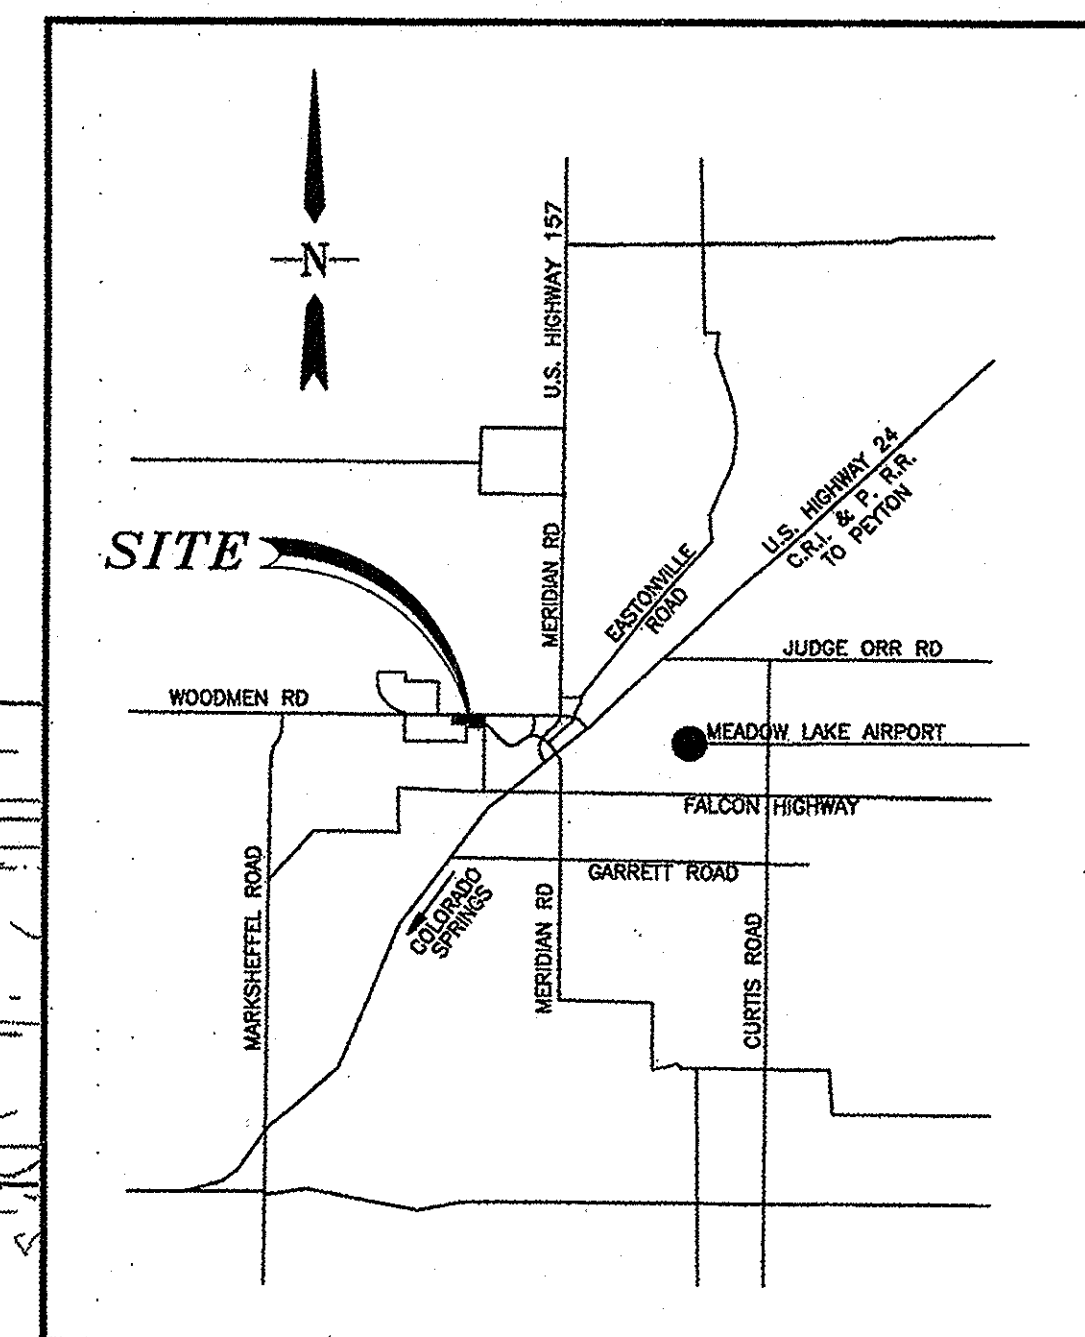 N
U.S. HIGHWAY 157
U.S. HIGHWAY 24
C.R.I. & P. R.R.
TO PEYTON
SITE
MERIDIAN RD
EASTONVILLE
ROAD
JUDGE ORR RD
WOODMEN RD
MEADOW LAKE AIRPORT
FALCON HIGHWAY
GARRETT ROAD
COLORADO
SPRINGS
MARKSHEFFEL ROAD
MERIDIAN RD
CURTIS ROAD